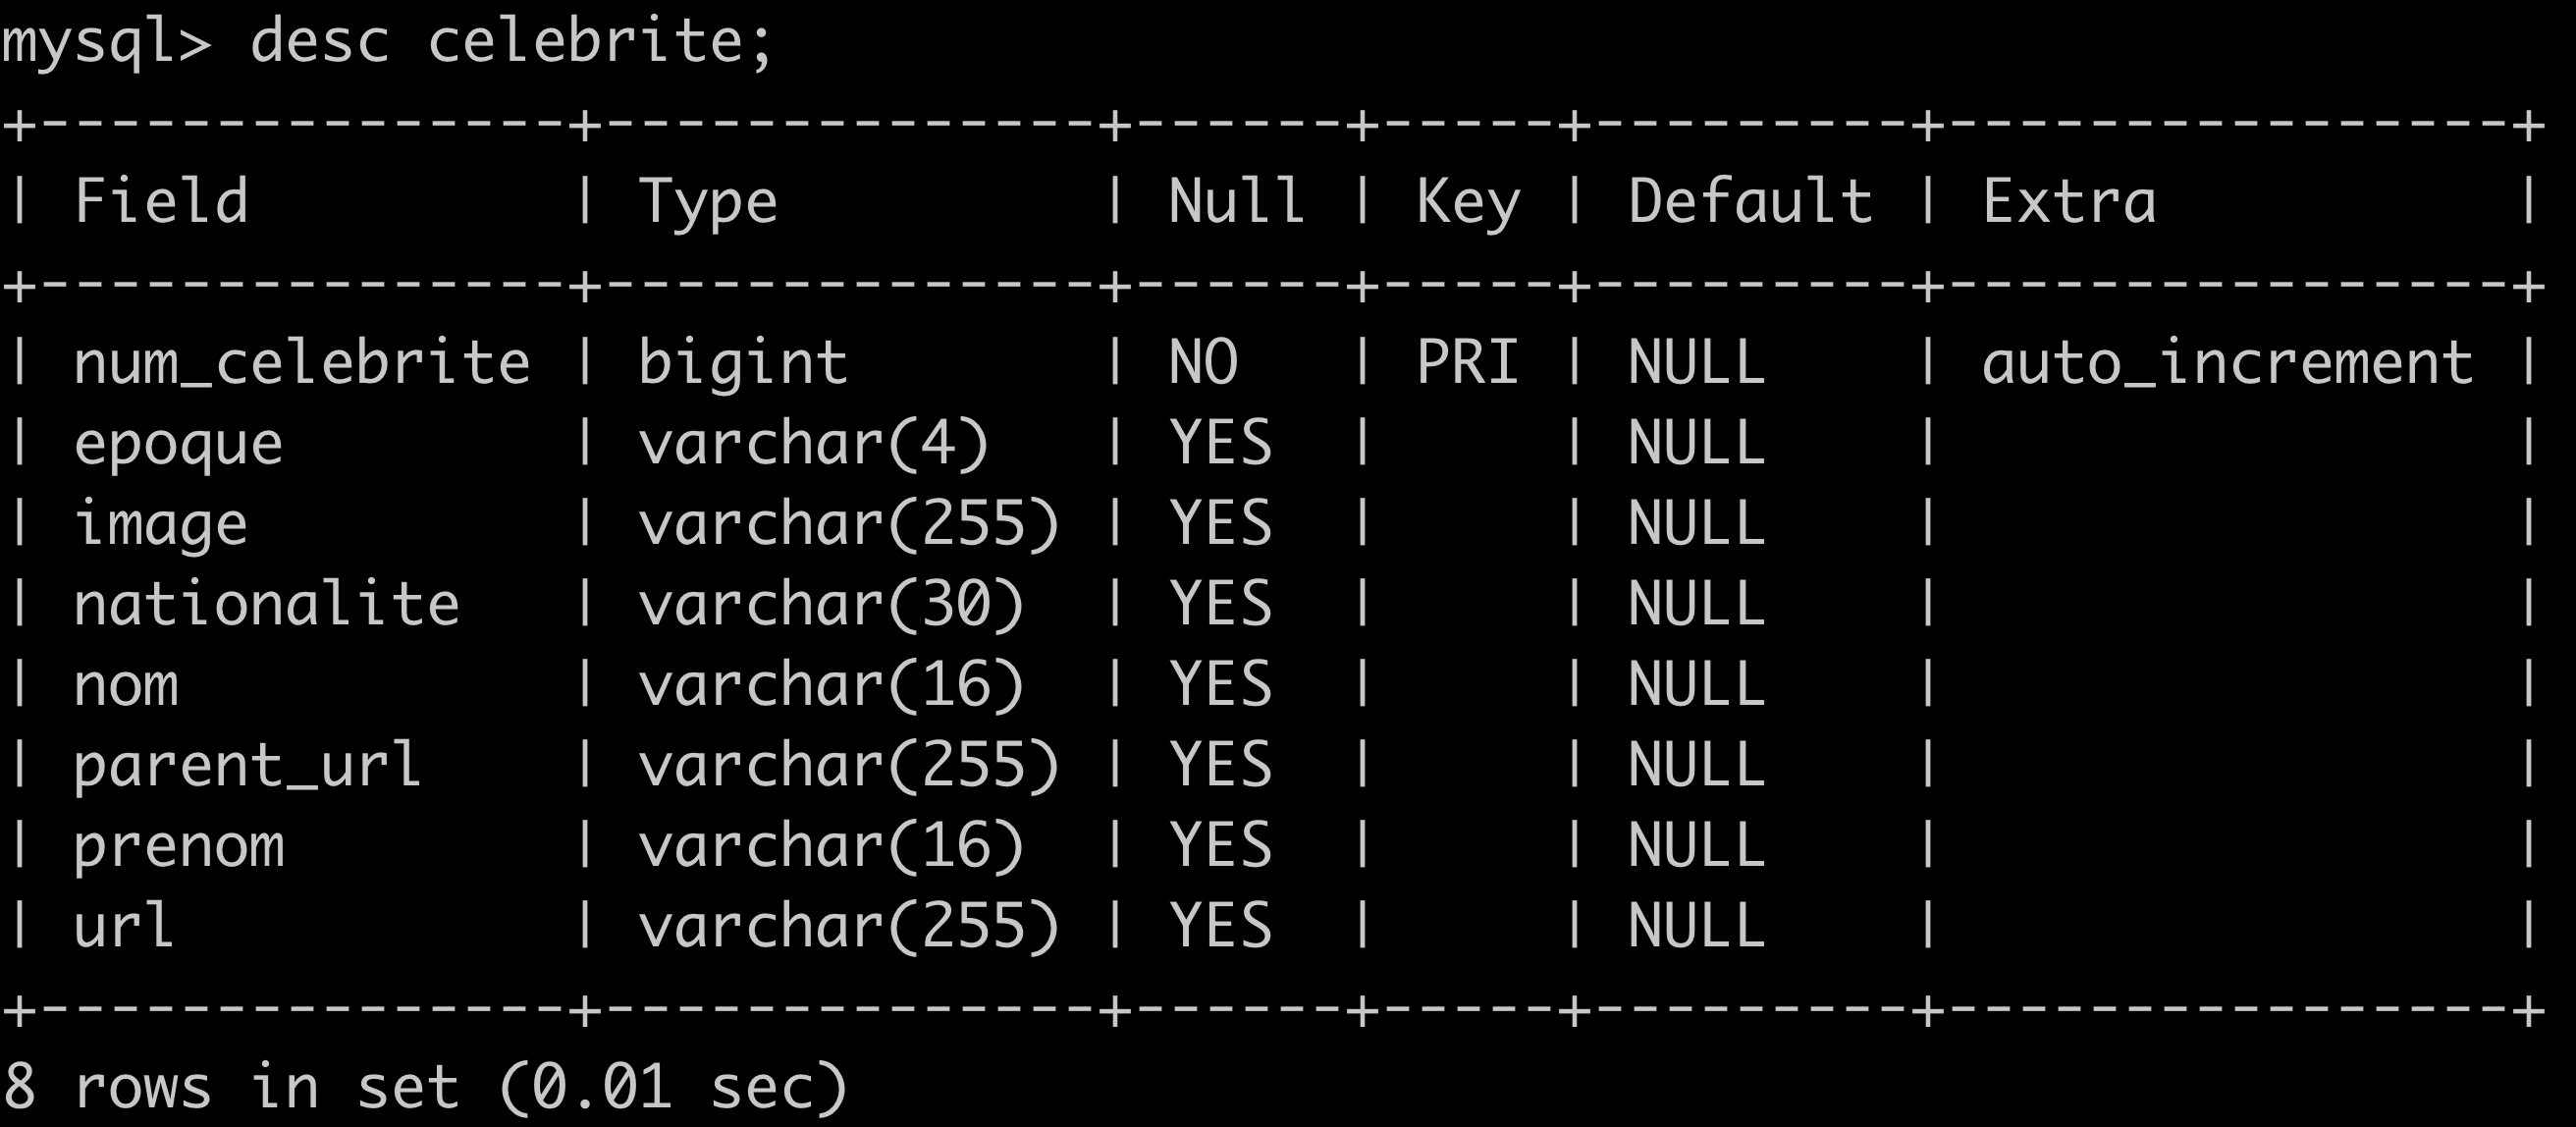 mysql> desc celebrite;
+---------------+--------------+------+-----+---------+----------------+
| Field         | Type         | Null | Key | Default | Extra          |
+---------------+--------------+------+-----+---------+----------------+
| num_celebrite | bigint       | NO   | PRI | NULL    | auto_increment |
| epoque        | varchar(4)   | YES  |     | NULL    |                |
| image         | varchar(255) | YES  |     | NULL    |                |
| nationalite   | varchar(30)  | YES  |     | NULL    |                |
| nom           | varchar(16)  | YES  |     | NULL    |                |
| parent_url    | varchar(255) | YES  |     | NULL    |                |
| prenom        | varchar(16)  | YES  |     | NULL    |                |
| url           | varchar(255) | YES  |     | NULL    |                |
+---------------+--------------+------+-----+---------+----------------+
8 rows in set (0.01 sec)